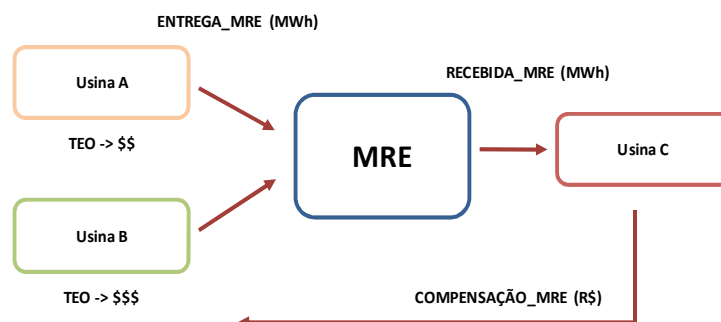 ENTREGA_MRE (MWh)
Usina A
TEO -> $$
RECEBIDA_MRE (MWh)
MRE
Usina C
Usina B
TEO -> $$$
COMPENSAÇÃO_MRE (R$)